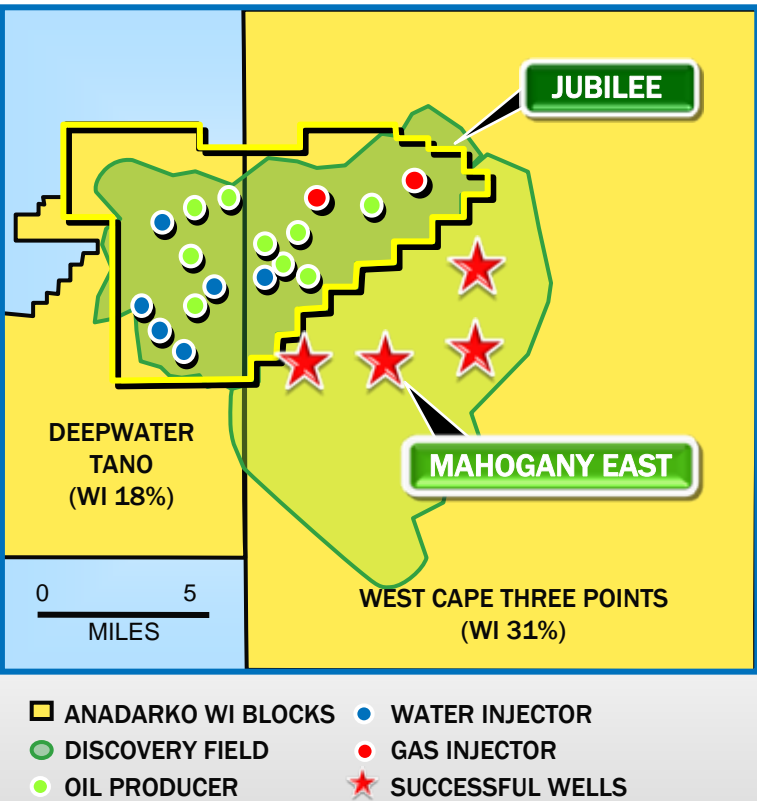 JUBILEE
MAHOGANY EAST
DEEPWATER
TANO
(WI 18%)
WEST CAPE THREE POINTS
(WI 31%)
0 5
MILES
ANADARKO WI BLOCKS
DISCOVERY FIELD
OIL PRODUCER
WATER INJECTOR
GAS INJECTOR
SUCCESSFUL WELLS